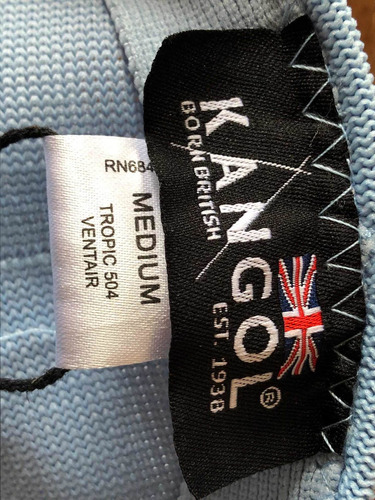 KANGOL®
BORN BRITISH
EST. 1938
RN684
MEDIUM
TROPIC 504
VENTAIR